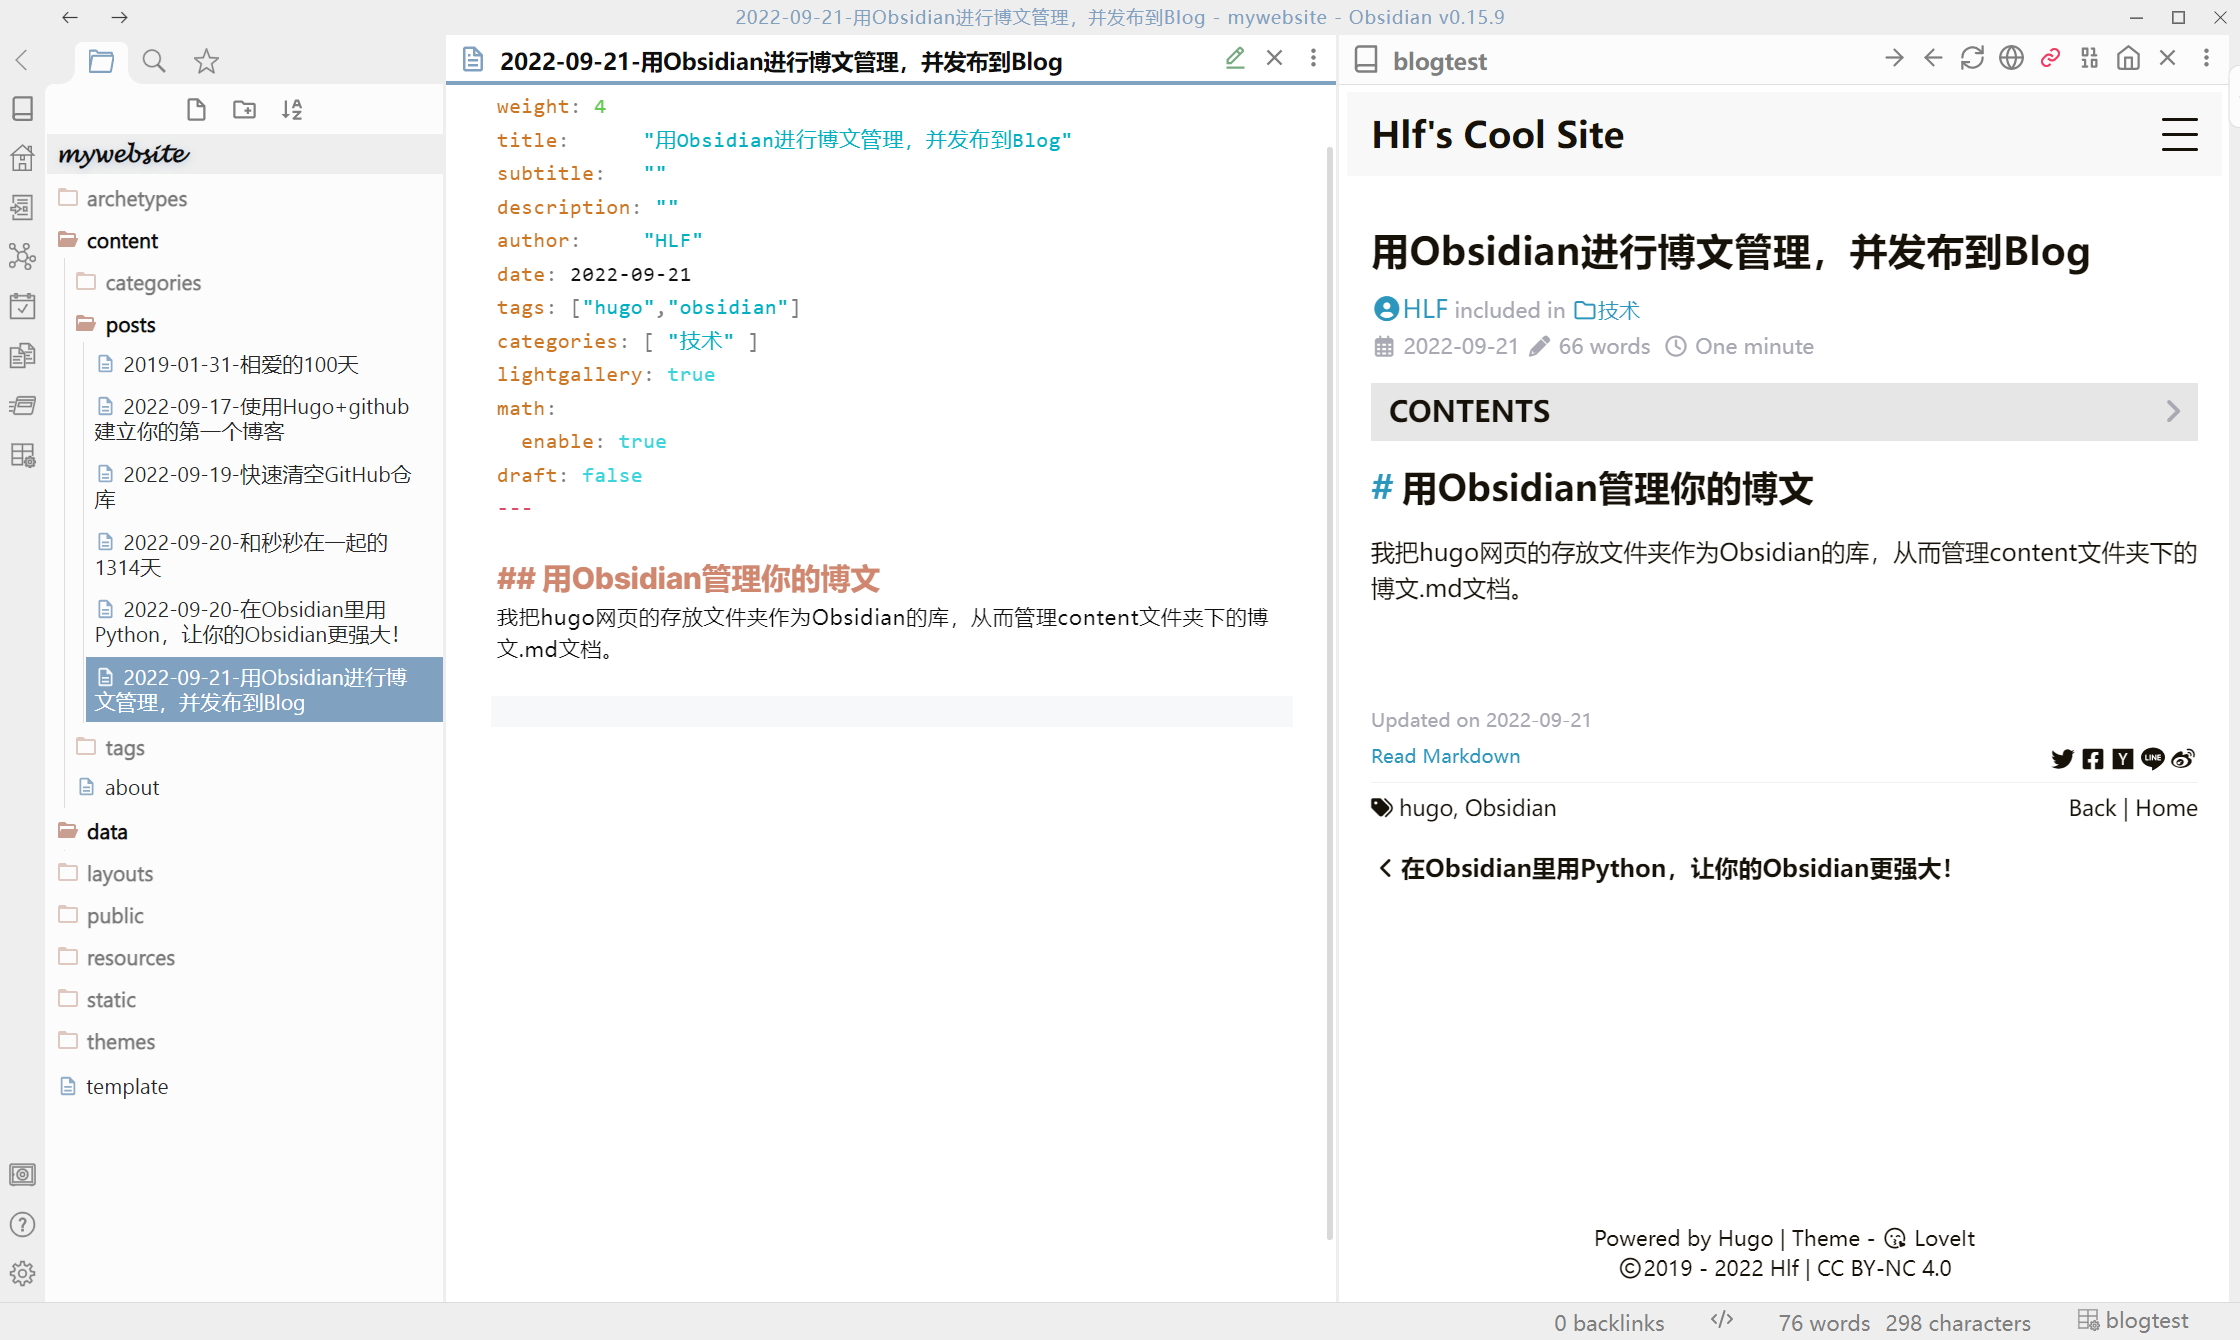 2022-09-21-用Obsidian进行博文管理，并发布到Blog - mywebsite - Obsidian v0.15.9
mywebsite
archetypes
content
categories
posts
2019-01-31-相爱的100天
2022-09-17-使用Hugo+github
建立你的第一个博客
2022-09-19-快速清空GitHub仓
库
2022-09-20-和秒秒在一起的
1314天
2022-09-20-在Obsidian里用
Python，让你的Obsidian更强大！
2022-09-21-用Obsidian进行博
文管理，并发布到Blog
tags
about
data
layouts
public
resources
static
themes
template
2022-09-21-用Obsidian进行博文管理，并发布到Blog
weight: 4
title: "用Obsidian进行博文管理，并发布到Blog"
subtitle: ""
description: ""
author: "HLF"
date: 2022-09-21
tags: ["hugo","obsidian"]
categories: [ "技术" ]
lightgallery: true
math:
enable: true
draft: false
---
## 用Obsidian管理你的博文
我把hugo网页的存放文件夹作为Obsidian的库，从而管理content文件夹下的博
文.md文档。
blogtest
Hlf's Cool Site
用Obsidian进行博文管理，并发布到Blog
HLF included in 技术
2022-09-21 66 words One minute
CONTENTS
# 用Obsidian管理你的博文
我把hugo网页的存放文件夹作为Obsidian的库，从而管理content文件夹下的
博文.md文档。
Updated on 2022-09-21
Read Markdown
hugo, Obsidian
Back | Home
在Obsidian里用Python，让你的Obsidian更强大！
Powered by Hugo | Theme - LoveIt
©2019 - 2022 Hlf | CC BY-NC 4.0
0 backlinks </> 76 words 298 characters blogtest